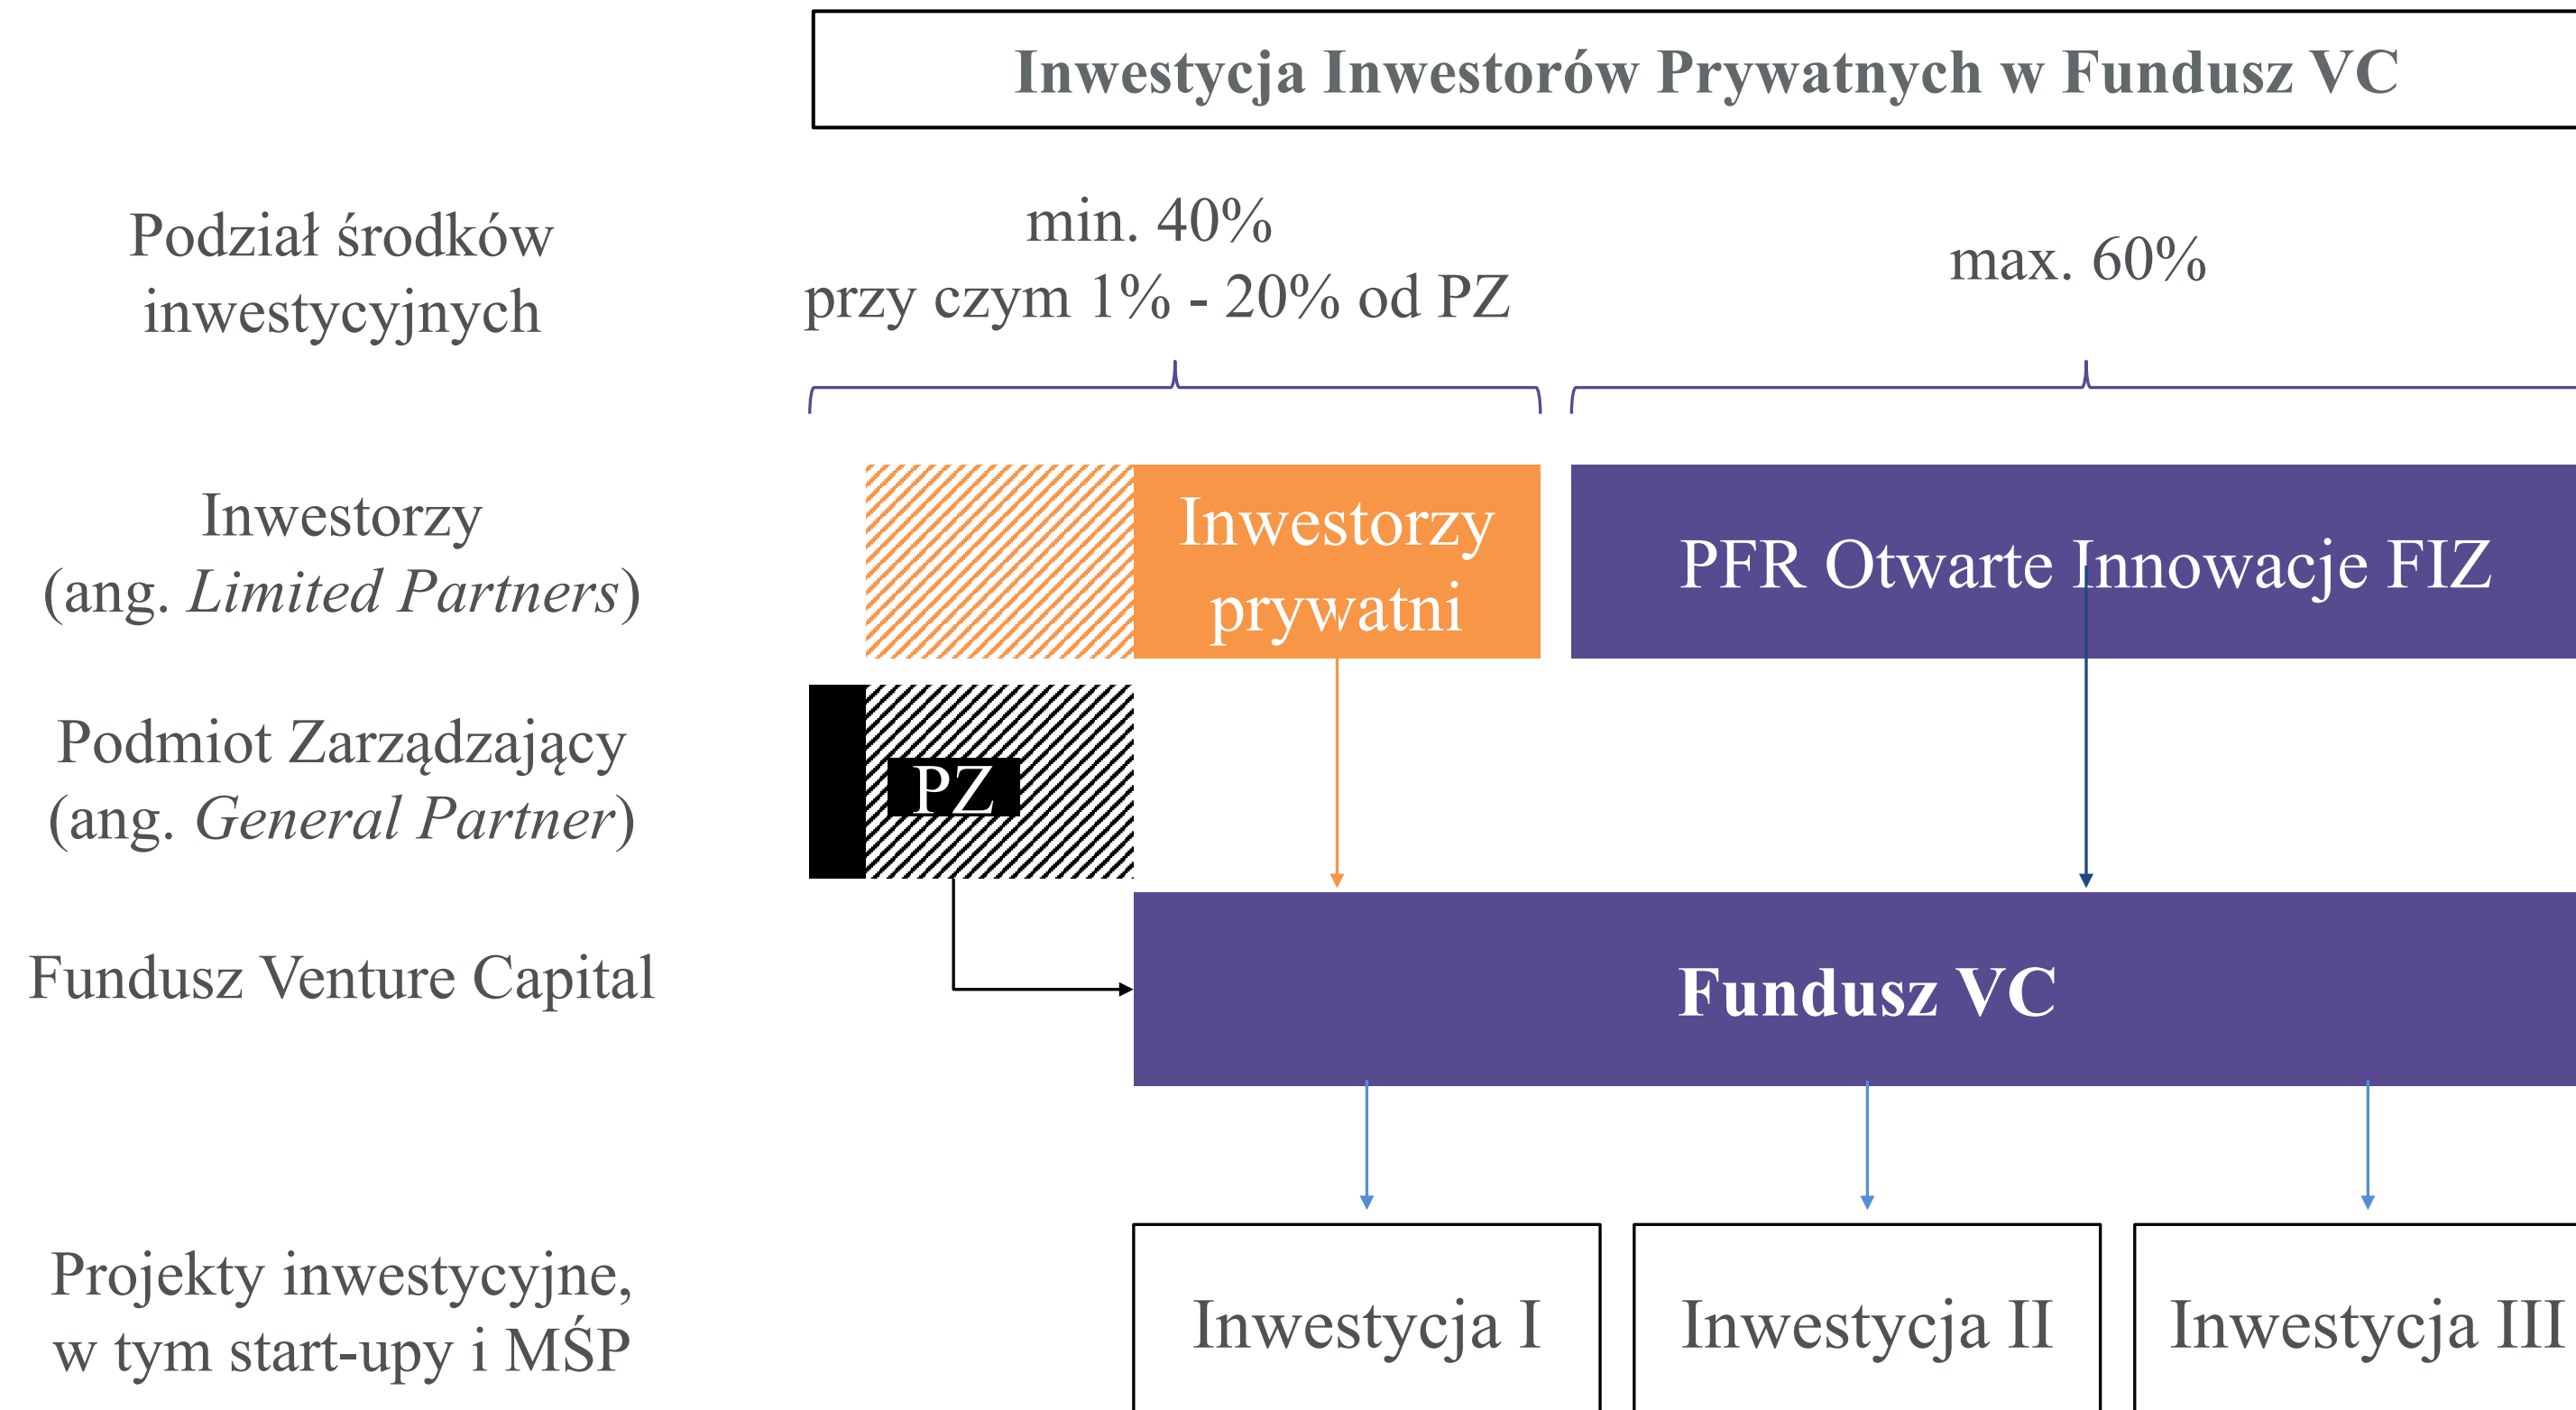 Inwestycja Inwestorów Prywatnych w Fundusz VC
Podział środków
inwestycyjnych
min. 40%
przy czym 1% - 20% od PZ
max. 60%
Inwestorzy
(ang. Limited Partners)
Inwestorzy
prywatni
PFR Otwarte Innowacje FIZ
Podmiot Zarządzający
(ang. General Partner)
PZ
Fundusz Venture Capital
Fundusz VC
Projekty inwestycyjne,
w tym start-upy i MŚP
Inwestycja I
Inwestycja II
Inwestycja III